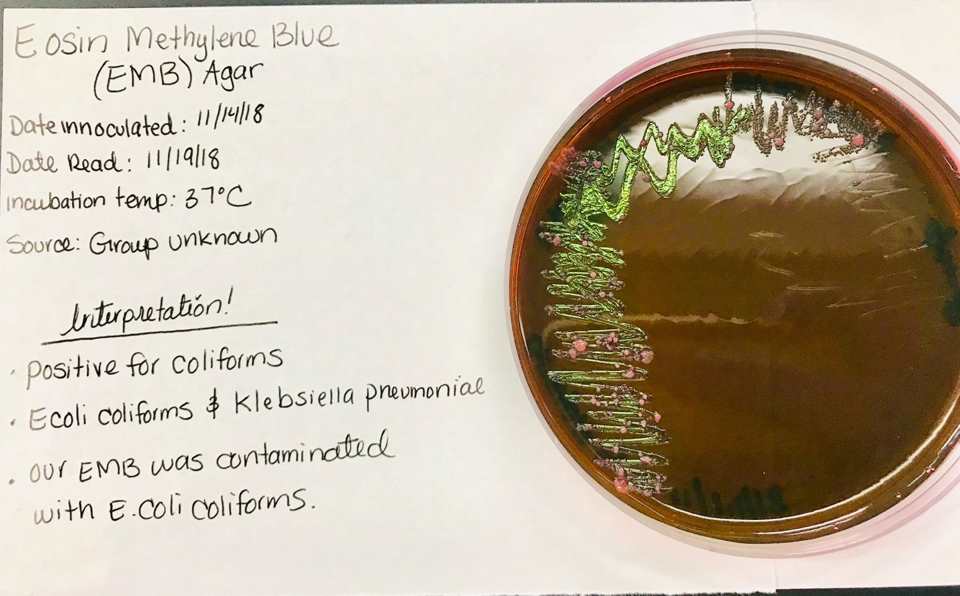 Eosin Methylene Blue
(EMB) Agar
Date innoculated: 11/14/18
Date Read: 11/19/18
Incubation temp: 37°C
Source: Group unknown
Interpretation!
• Positive for coliforms
• Ecoli coliforms & Klebsiella pneumoniae
• our EMB was contaminated
with E.coli coliforms.